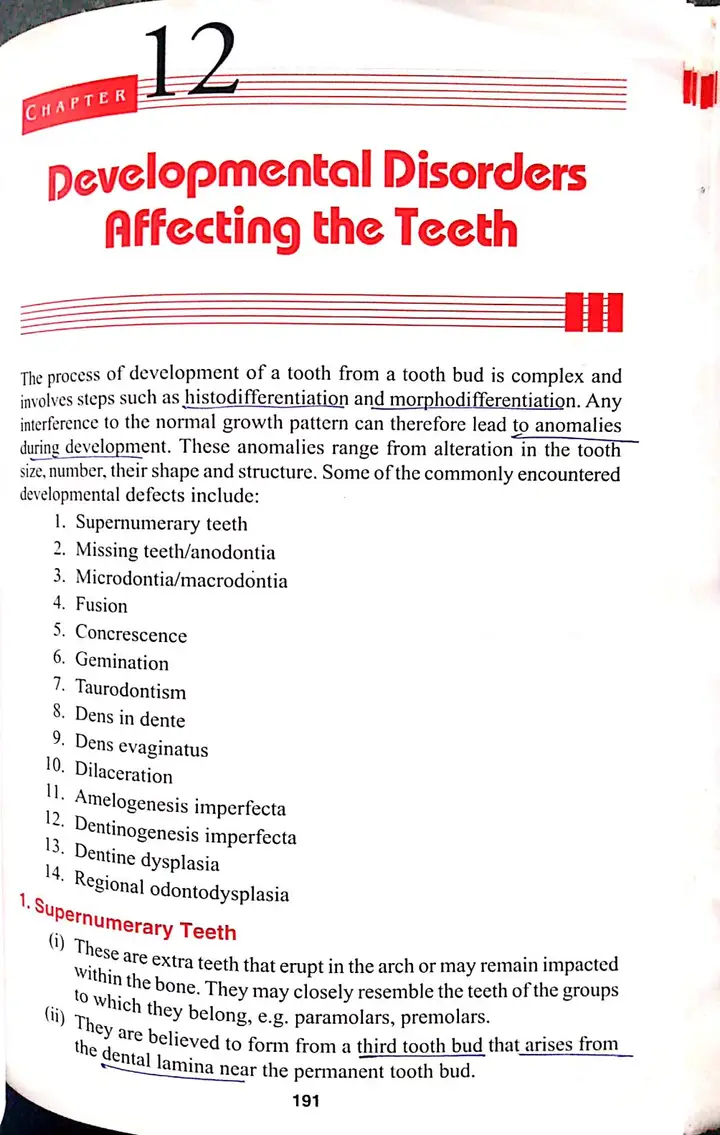 CHAPTER 12
Developmental Disorders
Affecting the Teeth
The process of development of a tooth from a tooth bud is complex and
involves steps such as histodifferentiation and morphodifferentiation. Any
interference to the normal growth pattern can therefore lead to anomalies
during development. These anomalies range from alteration in the tooth
size, number, their shape and structure. Some of the commonly encountered
developmental defects include:
1. Supernumerary teeth
2. Missing teeth/anodontia
3. Microdontia/macrodontia
4. Fusion
5. Concrescence
6. Gemination
7. Taurodontism
8. Dens in dente
9. Dens evaginatus
10. Dilaceration
11. Amelogenesis imperfecta
12. Dentinogenesis imperfecta
13. Dentine dysplasia
14. Regional odontodysplasia
1. Supernumerary Teeth
(i) These are extra teeth that erupt in the arch or may remain impacted
within the bone. They may closely resemble the teeth of the groups
to which they belong, e.g. paramolars, premolars.
(ii) They are believed to form from a third tooth bud that arises from
the dental lamina near the permanent tooth bud.
191